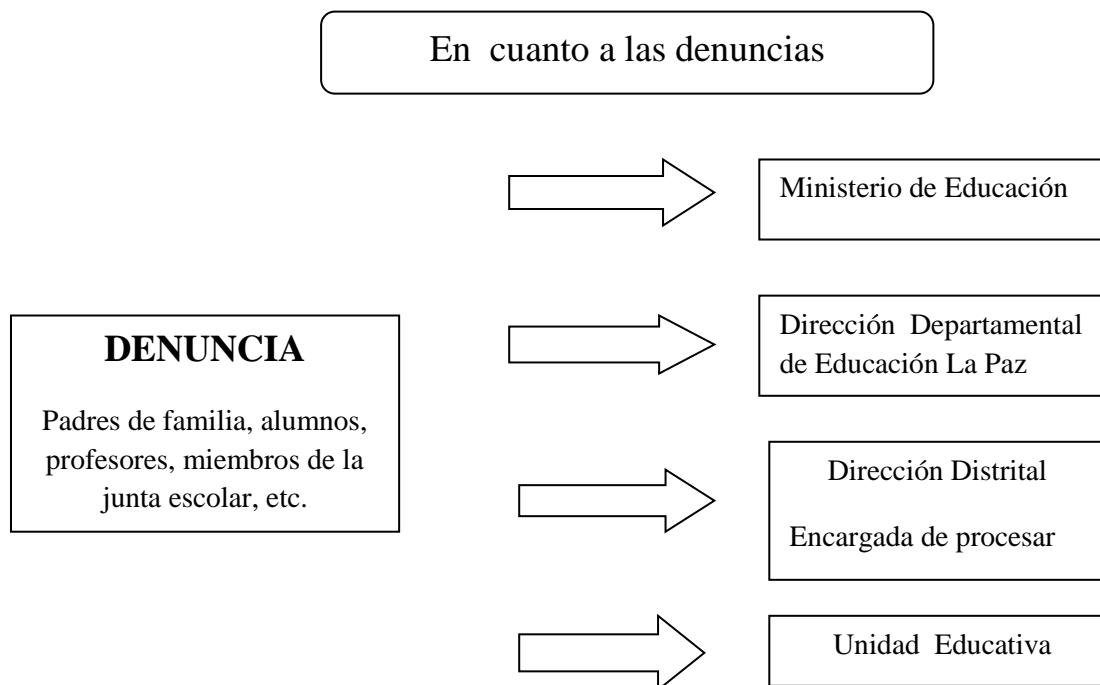 En cuanto a las denuncias
Ministerio de Educación
DENUNCIA
Padres de familia, alumnos,
profesores, miembros de la
junta escolar, etc.
Dirección Departamental
de Educación La Paz
Dirección Distrital
Encargada de procesar
Unidad Educativa